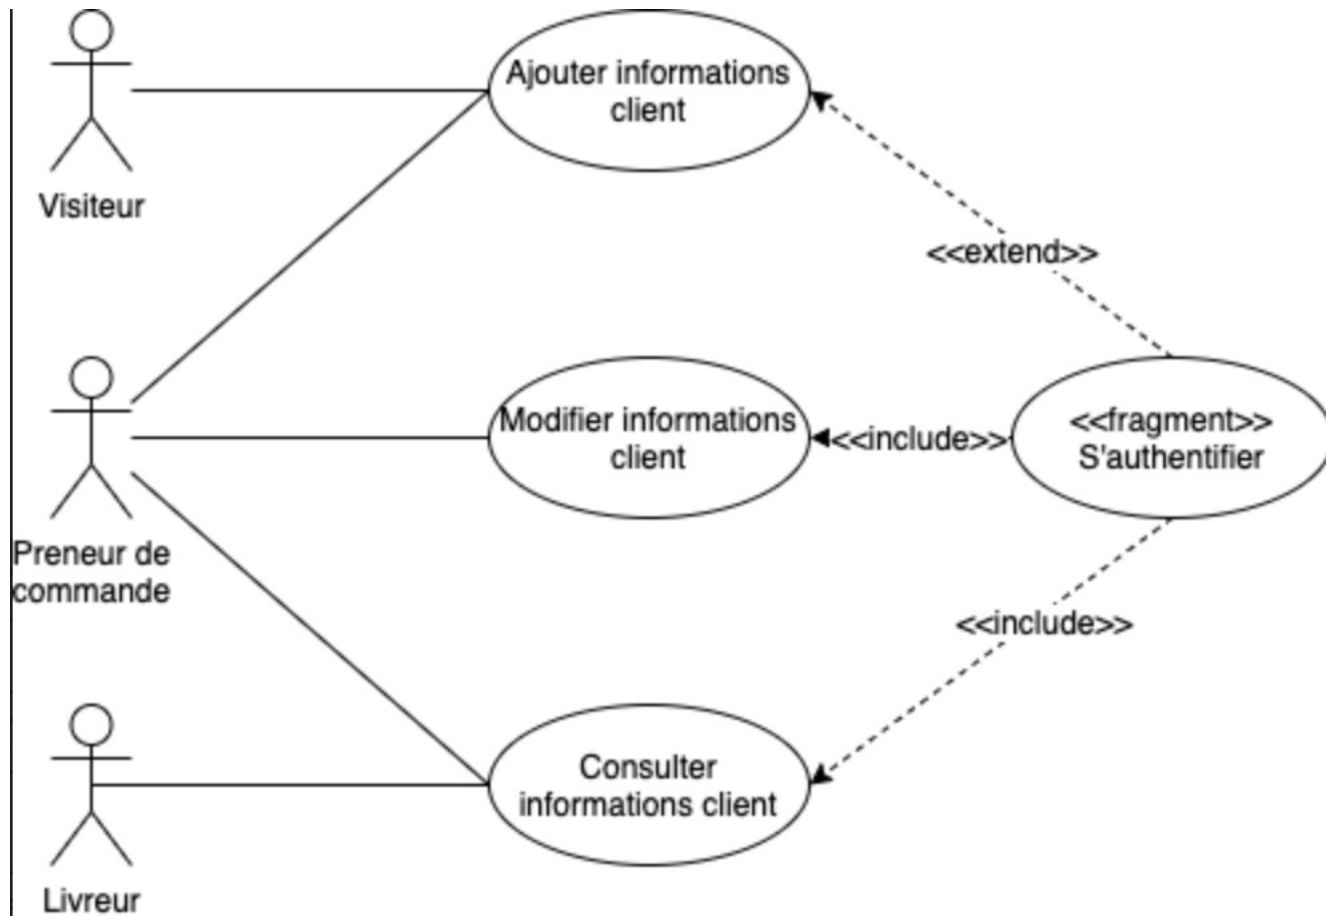 Ajouter informations
client
Visiteur
<<extend>>
Modifier informations
client
<<include>>
<<fragment>>
S'authentifier
Preneur de
commande
<<include>>
Consulter
informations client
Livreur